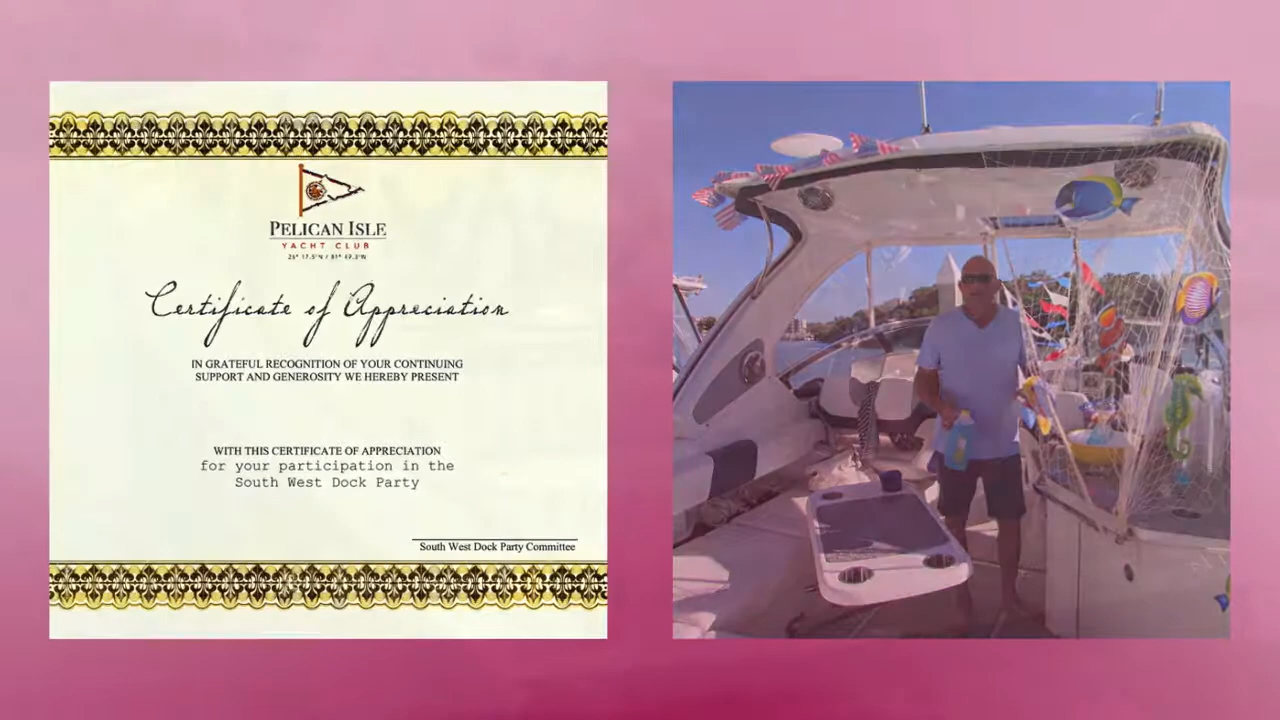 PELICAN ISLE
YACHT CLUB
Certificate of Appreciation
IN GRATEFUL RECOGNITION OF YOUR CONTINUING
SUPPORT AND GENEROSITY WE HEREBY PRESENT
WITH THIS CERTIFICATE OF APPRECIATION
for your participation in the
South West Dock Party
South West Dock Party Committee